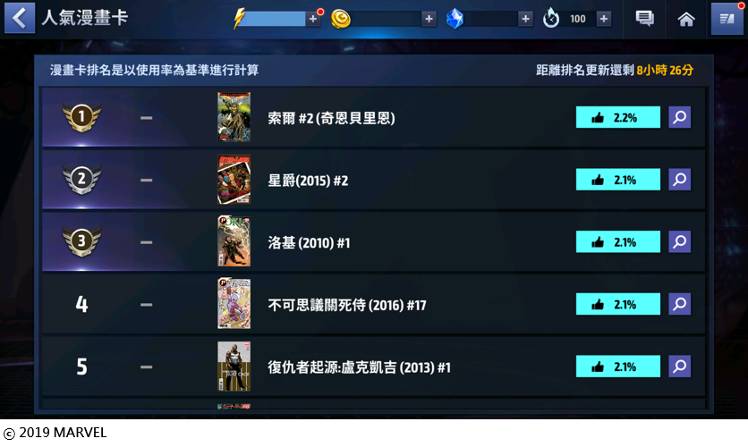 人氣漫畫卡
100
漫畫卡排名是以使用率為基準進行計算
距離排名更新還剩 8小時 26分
1
索爾 #2 (奇恩貝里恩)
2.2%
2
星爵(2015) #2
2.1%
3
洛基 (2010) #1
2.1%
4
不可思議關死侍 (2016) #17
2.1%
5
復仇者起源:盧克凱吉 (2013) #1
2.1%
© 2019 MARVEL